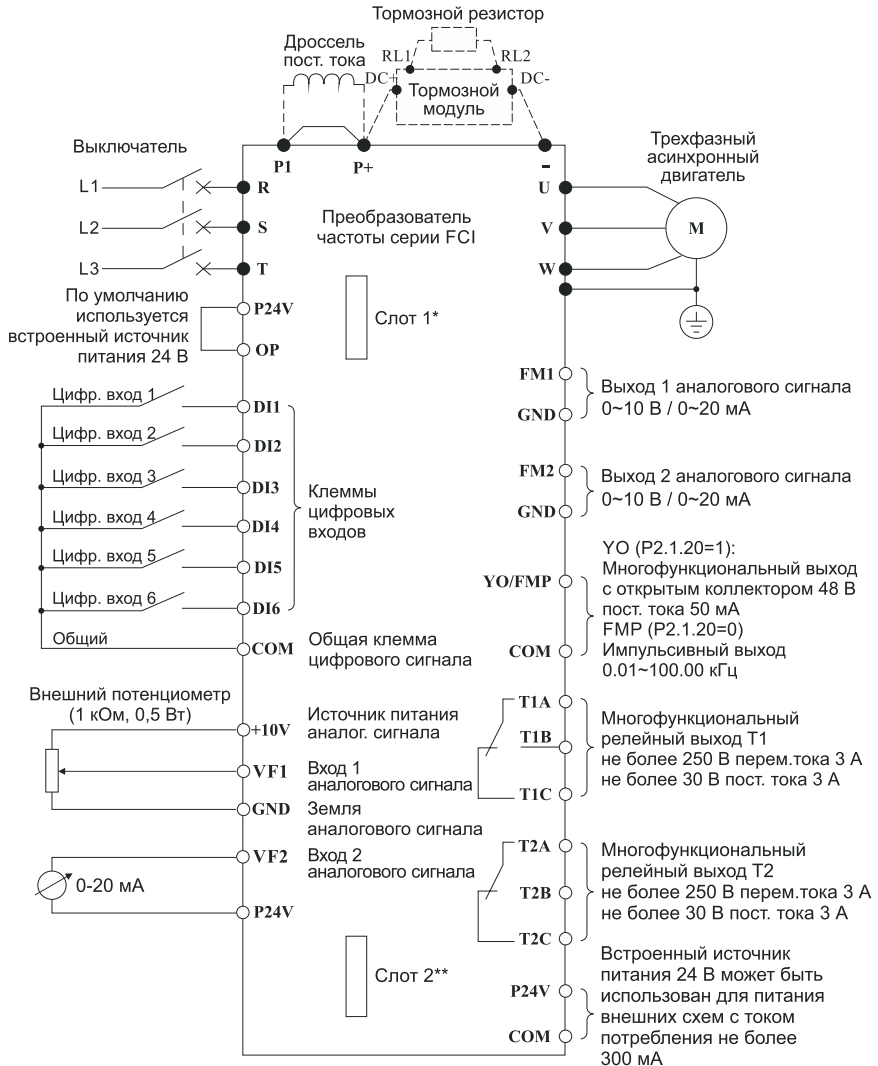 Тормозной резистор
Дроссель
пост. тока
RL1
RL2
DC+
DC-
Тормозной
модуль
Выключатель
P1
P+
-
Трехфазный
асинхронный
двигатель
L1
R
U
L2
S
Преобразователь
частоты серии FCI
V
M
L3
T
W
По умолчанию
используется
встроенный источник
питания 24 В
P24V
OP
Слот 1*
FM1
GND
Выход 1 аналогового сигнала
0~10 В / 0~20 мА
Цифр. вход 1
DI1
Цифр. вход 2
DI2
Цифр. вход 3
DI3
Цифр. вход 4
DI4
Цифр. вход 5
DI5
Цифр. вход 6
DI6
Клеммы
цифровых
входов
FM2
GND
Выход 2 аналогового сигнала
0~10 В / 0~20 мА
Общий
COM
Общая клемма
цифрового сигнала
YO/FMP
COM
YO (P2.1.20=1):
Многофункциональный выход
с открытым коллектором 48 В
пост. тока 50 мА
FMP (P2.1.20=0)
Импульсивный выход
0.01~100.00 кГц
Внешний потенциометр
(1 кОм, 0,5 Вт)
+10V
Источник питания
аналог. сигнала
VF1
Вход 1
аналогового сигнала
GND
Земля
аналогового сигнала
T1A
T1B
T1C
Многофункциональный
релейный выход T1
не более 250 В перем.тока 3 А
не более 30 В пост. тока 3 А
0-20 мА
VF2
Вход 2
аналогового сигнала
P24V
T2A
T2B
T2C
Многофункциональный
релейный выход T2
не более 250 В перем.тока 3 А
не более 30 В пост. тока 3 А
Слот 2**
P24V
COM
Встроенный источник
питания 24 В может быть
использован для питания
внешних схем с током
потребления не более
300 мА